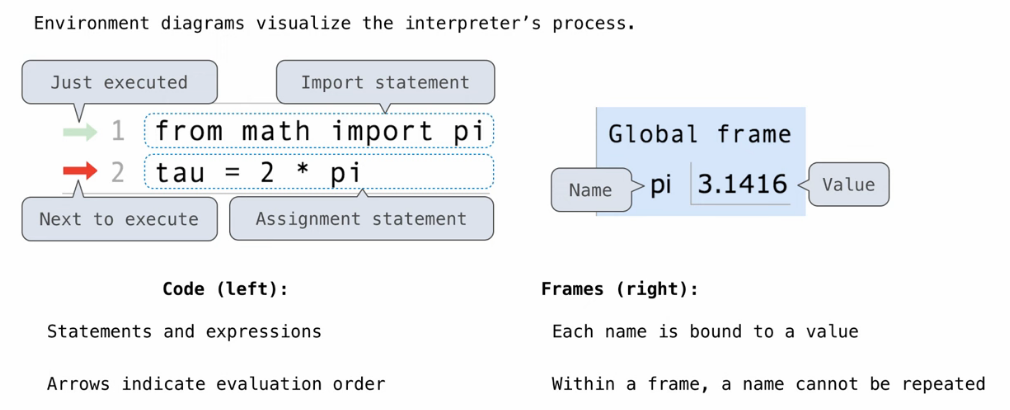 Environment diagrams visualize the interpreter's process.
Just executed
Import statement
1 from math import pi
2 tau = 2 * pi
Next to execute
Assignment statement
Global frame
Name
pi 3.1416
Value
Code (left):
Statements and expressions
Arrows indicate evaluation order
Frames (right):
Each name is bound to a value
Within a frame, a name cannot be repeated